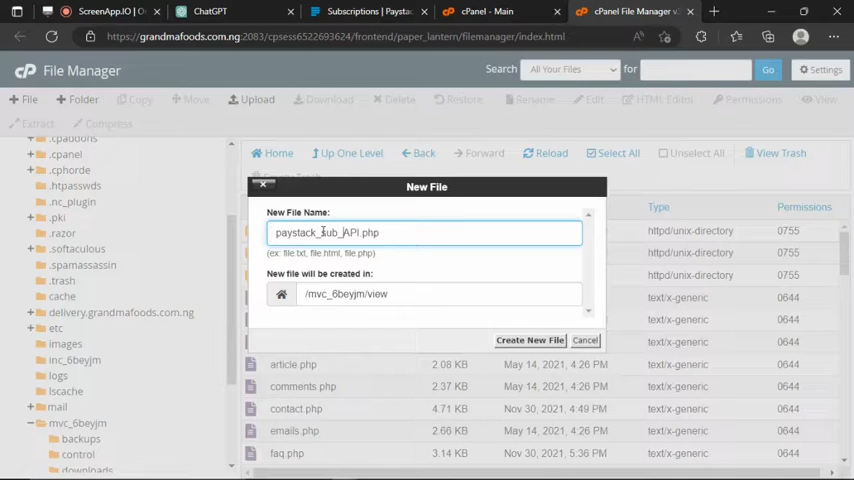 ScreenApp.IO |
ChatGPT
Subscriptions | Paysta
cPanel - Main
cPanel File Manager v
https://grandmafoods.com.ng:2083/cpsess6522693624/frontend/paper_lantern/filemanager/index.html
File Manager
Search
All Your Files
for
Go
Settings
File
Folder
Copy
Move
Upload
Download
Delete
Restore
Rename
Edit
HTML Editor
Permissions
View
Extract
Compress
Home
Up One Level
Back
Forward
Reload
Select All
Unselect All
View Trash
.cpaddons
.cpanel
.cphorde
.htpasswds
.nc_plugin
.pki
.razor
.softaculous
.spamassassin
.trash
cache
delivery.grandmafoods.com.ng
etc
images
inc_6beyjm
logs
lscache
mail
mvc_6beyjm
backups
control
downloads
New File
New File Name:
paystack_sub_API.php
(ex: file.txt, file.html, file.php)
New file will be created in:
/mvc_6beyjm/view
Create New File
Cancel
Type
Permissions
httpd/unix-directory
0755
httpd/unix-directory
0755
httpd/unix-directory
0755
text/x-generic
0644
text/x-generic
0644
text/x-generic
0644
article.php
2.08 KB
May 14, 2021, 4:26 PM
text/x-generic
0644
comments.php
2.37 KB
May 14, 2021, 4:26 PM
text/x-generic
0644
contact.php
4.71 KB
Nov 30, 2021, 4:49 PM
text/x-generic
0644
emails.php
2.66 KB
May 14, 2021, 4:26 PM
text/x-generic
0644
faq.php
3.14 KB
Nov 30, 2021, 5:36 PM
text/x-generic
0644